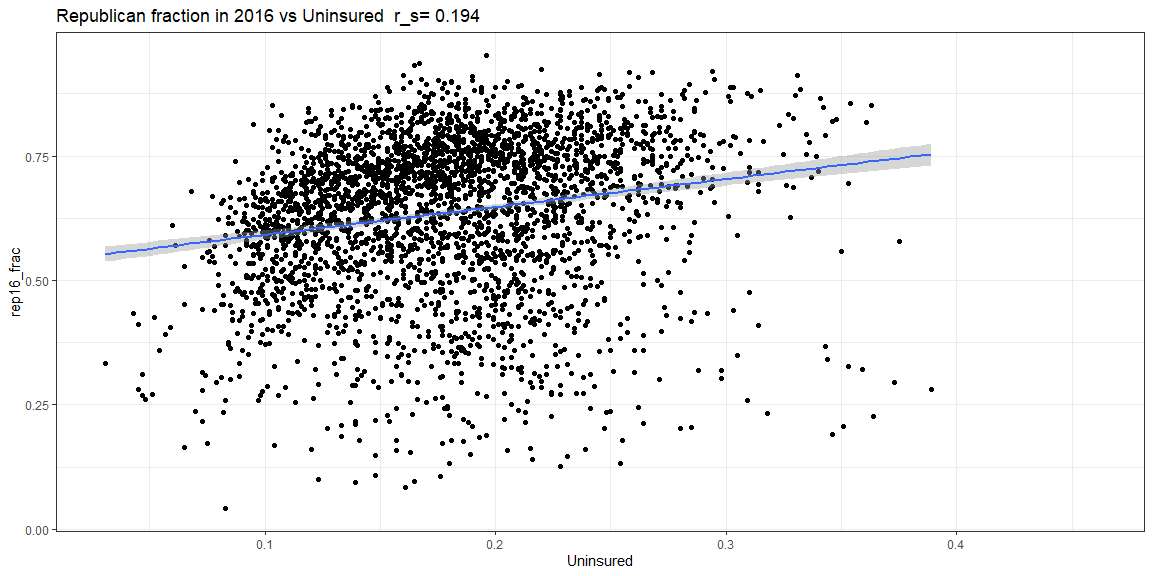 Republican fraction in 2016 vs Uninsured r_s= 0.194
rep16_frac
0.75
0.50
0.25
0.00
0.1 0.2 0.3 0.4
Uninsured